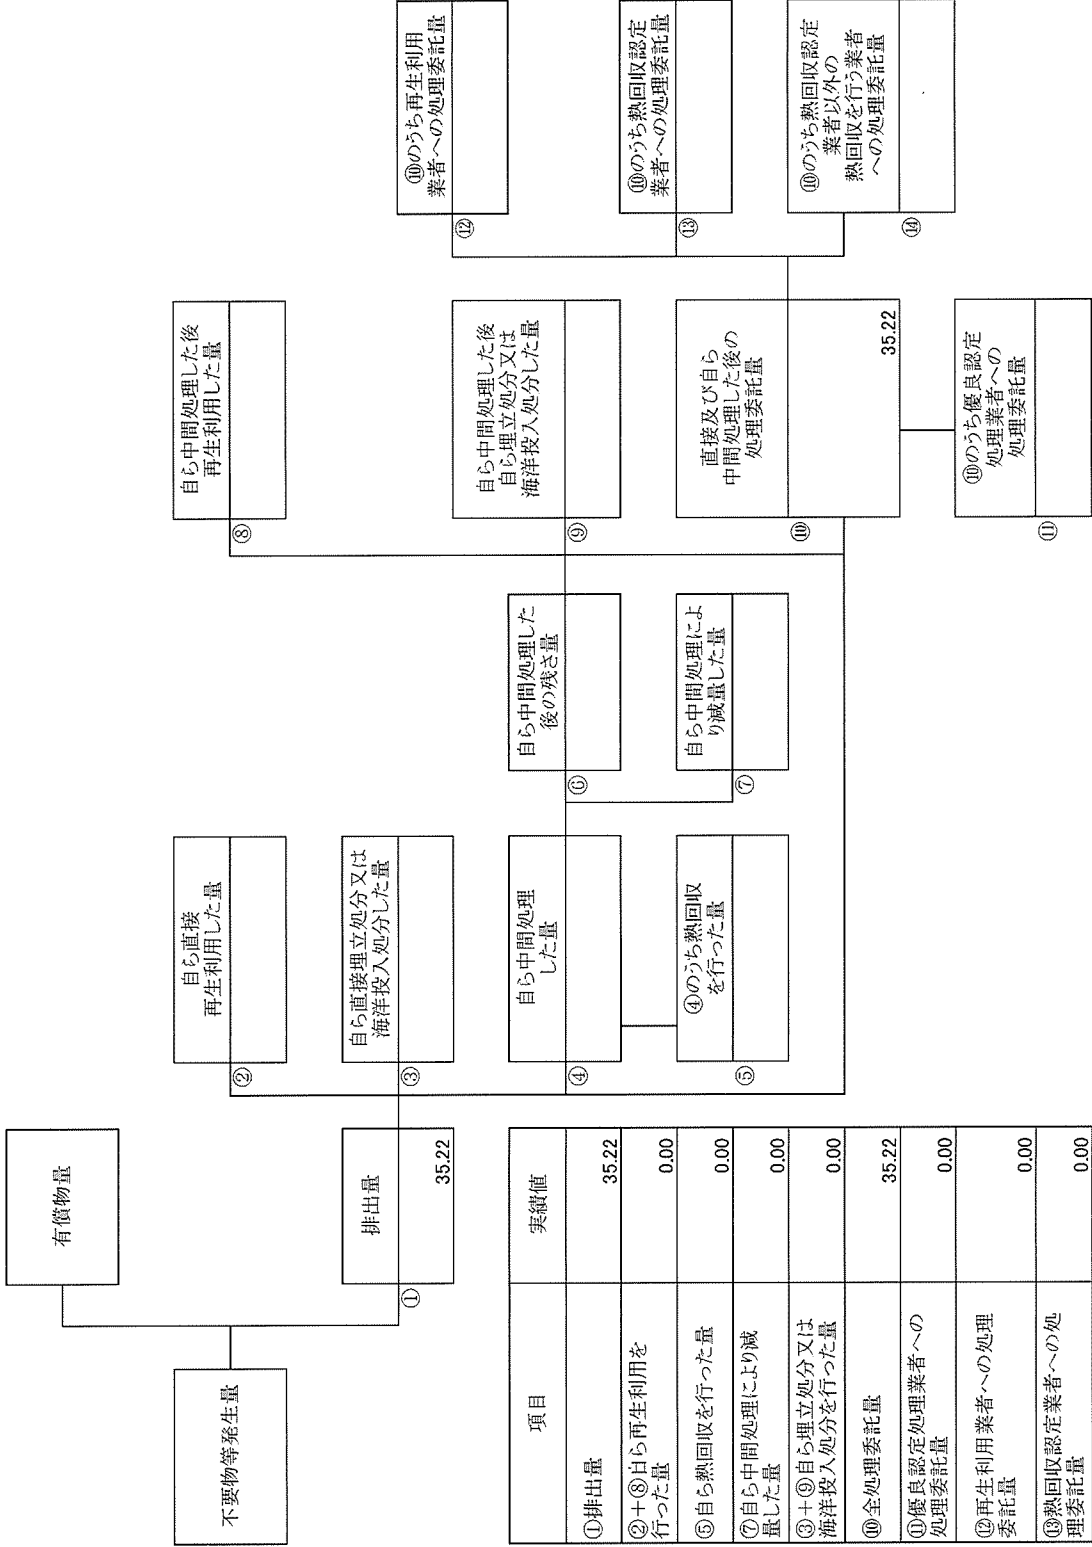 不要物等発生量
有償物量
排出量
①
35.22
自ら直接
再生利用した量
②
自ら直接埋立処分又は
海洋投入処分した量
③
自ら中間処理
した量
④
④のうち熱回収
を行った量
⑤
自ら中間処理した
後の残さ量
⑥
自ら中間処理によ
り減量した量
⑦
自ら中間処理した後
再生利用した量
⑧
自ら中間処理した後
自ら埋立処分又は
海洋投入処分した量
⑨
直接及び自ら
中間処理した後の
処理委託量
⑩
35.22
⑩のうち優良認定
処理業者への
処理委託量
⑪
⑩のうち再生利用
業者への処理委託量
⑫
⑩のうち熱回収認定
業者への処理委託量
⑬
⑩のうち熱回収認定
業者以外の
熱回収を行う業者
への処理委託量
⑭
項目 実績値
①排出量 35.22
②+⑧自ら再生利用を
行った量 0.00
⑤自ら熱回収を行った量 0.00
⑦自ら中間処理により減
量した量 0.00
③+⑨自ら埋立処分又は
海洋投入処分を行った量 0.00
⑩全処理委託量 35.22
⑪優良認定処理業者への
処理委託量 0.00
⑫再生利用業者への処理
委託量 0.00
⑬熱回収認定業者への処
理委託量 0.00